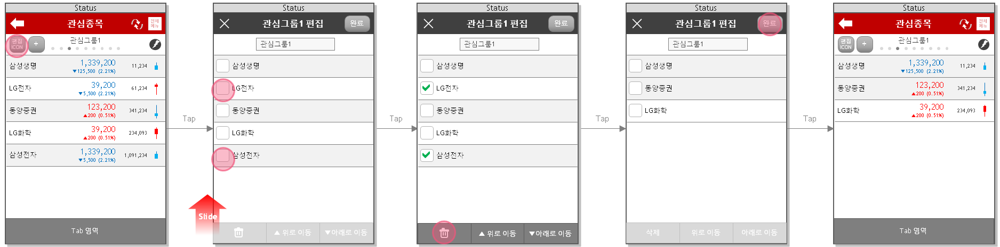 Status
관심종목
전체
메뉴
편집
ICON
+
관심그룹1
삼성생명
1,339,200
▼125,500 (2.21%)
11,234
LG전자
39,200
▼5,500 (2.21%)
61,234
동양증권
123,200
▲200 (0.51%)
341,234
LG화학
39,200
▲200 (0.51%)
234,093
삼성전자
1,339,200
▼5,500 (2.21%)
1,091,234
Tab 영역
Tap
Status
관심그룹1 편집
완료
관심그룹1
삼성생명
LG전자
동양증권
LG화학
삼성전자
Slide
▲ 위로 이동
▼아래로 이동
Tap
Status
관심그룹1 편집
완료
관심그룹1
삼성생명
LG전자
동양증권
LG화학
삼성전자
▲ 위로 이동
▼아래로 이동
Tap
Status
관심그룹1 편집
완료
관심그룹1
삼성생명
동양증권
LG화학
삭제
위로 이동
아래로 이동
Tap
Status
관심종목
전체
메뉴
편집
ICON
+
관심그룹1
삼성생명
1,339,200
▼125,500 (2.21%)
11,234
동양증권
123,200
▲200 (0.51%)
341,234
LG화학
39,200
▲200 (0.51%)
234,093
Tab 영역